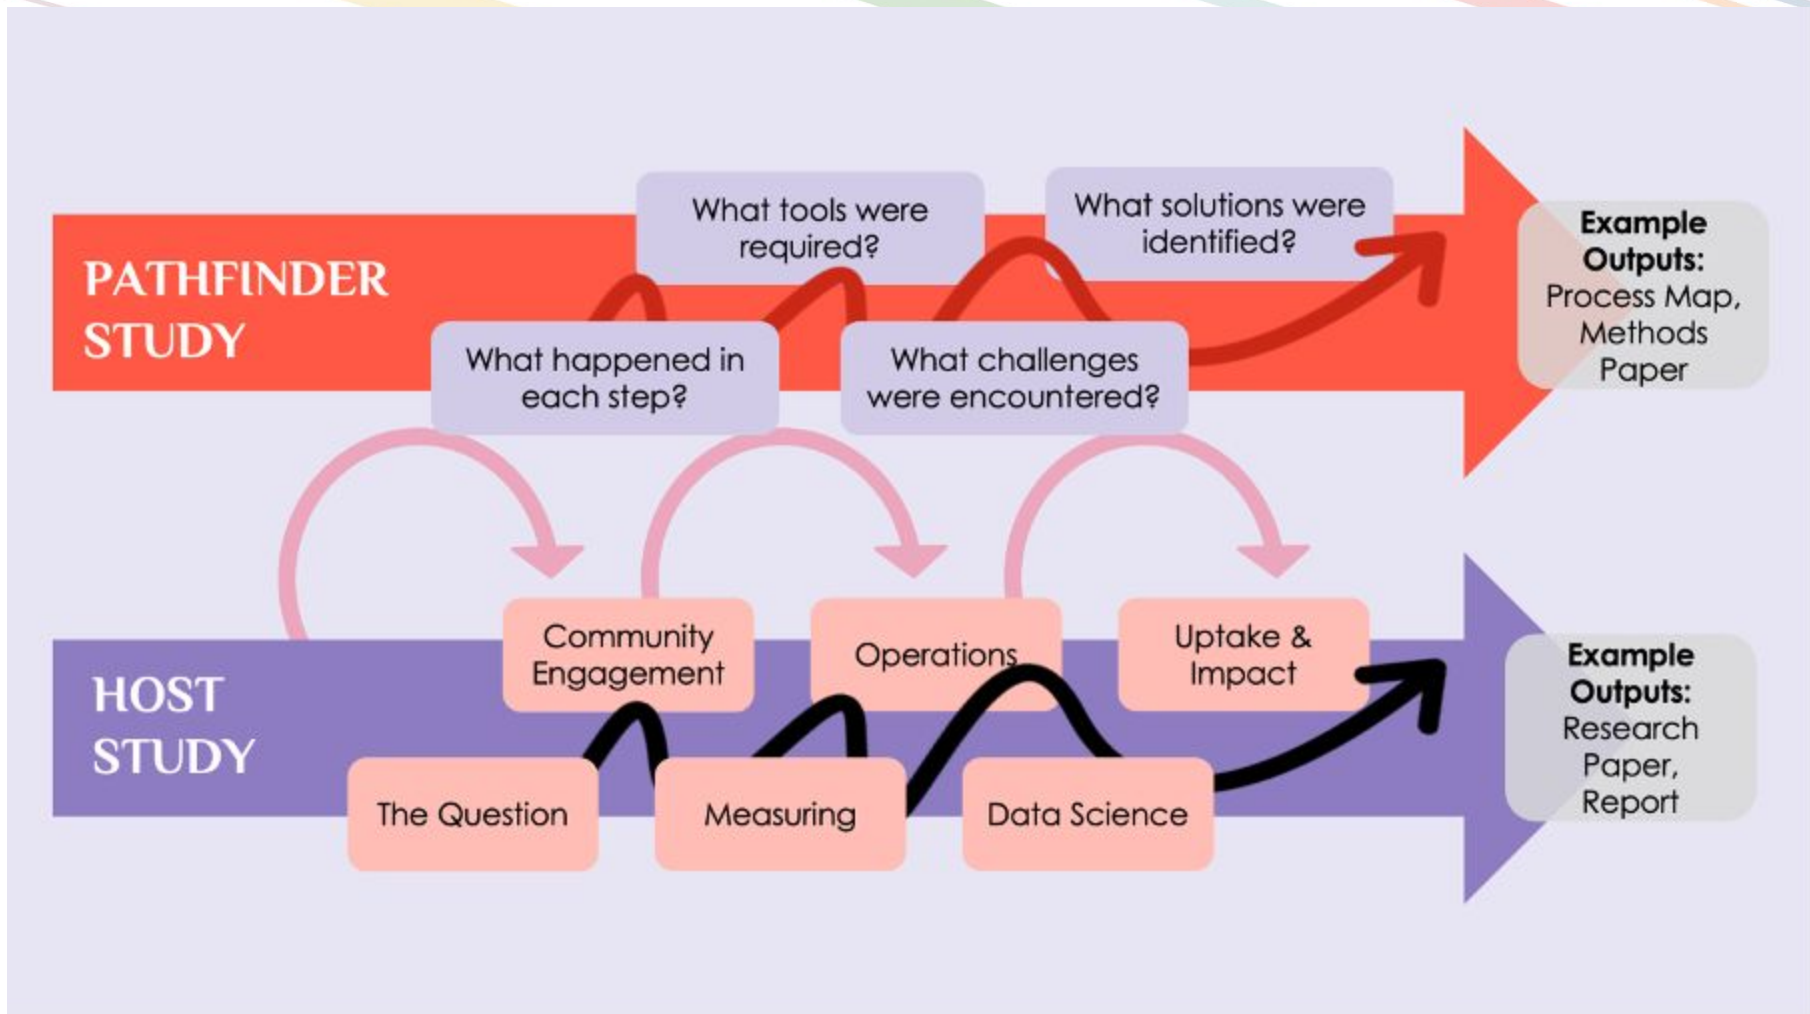 PATHFINDER
STUDY
What happened in
each step?
What tools were
required?
What challenges
were encountered?
What solutions were
identified?
Example
Outputs:
Process Map,
Methods
Paper
HOST
STUDY
The Question
Community
Engagement
Measuring
Operations
Data Science
Uptake &
Impact
Example
Outputs:
Research
Paper,
Report